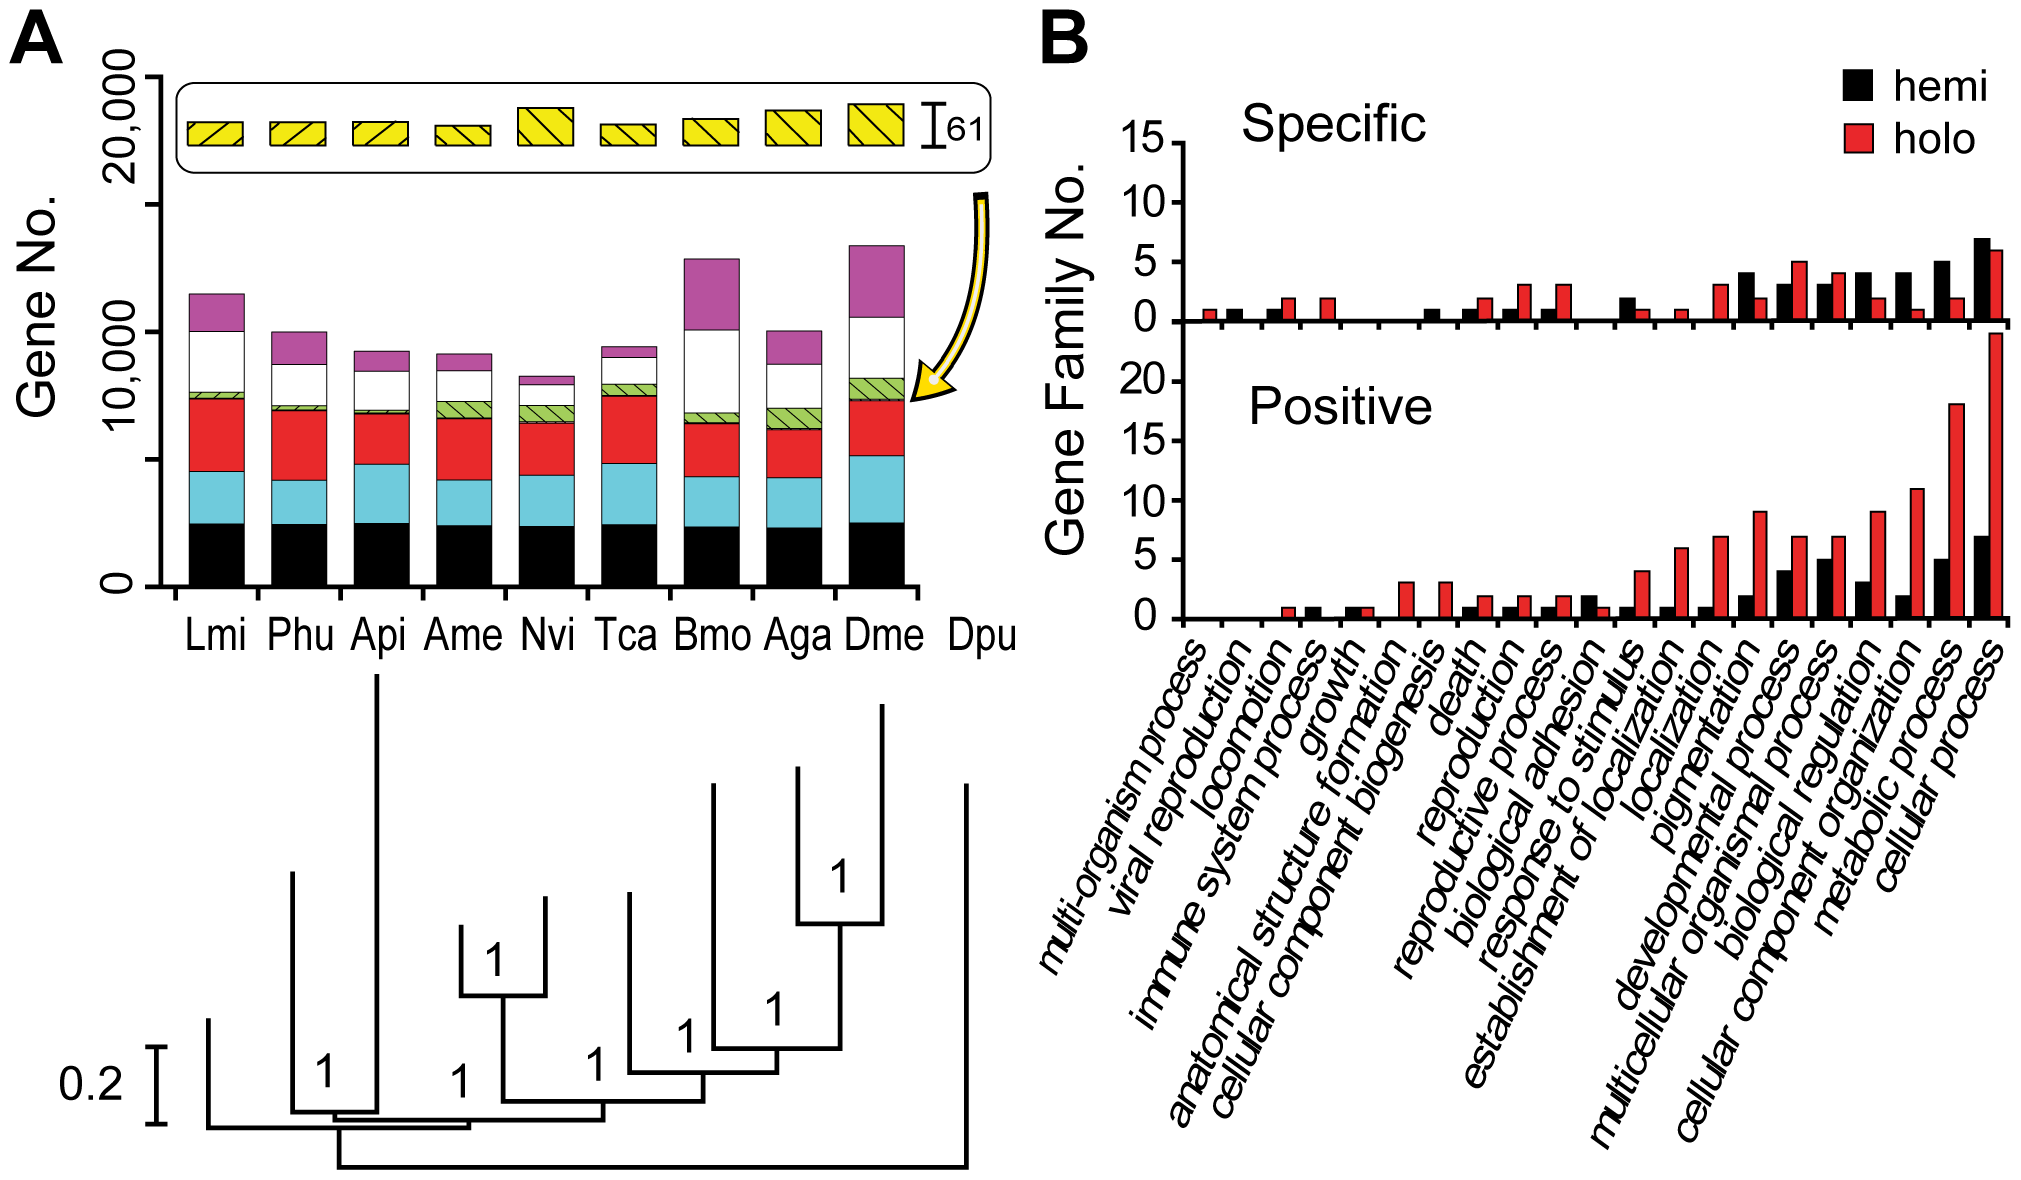 A
Gene No.
20,000
10,000
0
61
Lmi Phu Api Ame Nvi Tca Bmo Aga Dme Dpu
1
1
1
1
1
1
1
0.2
B
hemi
holo
Gene Family No.
Specific
15
10
5
0
Positive
20
15
10
5
0
multi-organism process
viral reproduction
locomotion
immune system process
growth
anatomical structure formation
cellular component biogenesis
death
reproduction
reproductive process
biological adhesion
response to stimulus
establishment of localization
localization
pigmentation
developmental process
multicellular organismal process
biological regulation
cellular component organization
metabolic process
cellular process